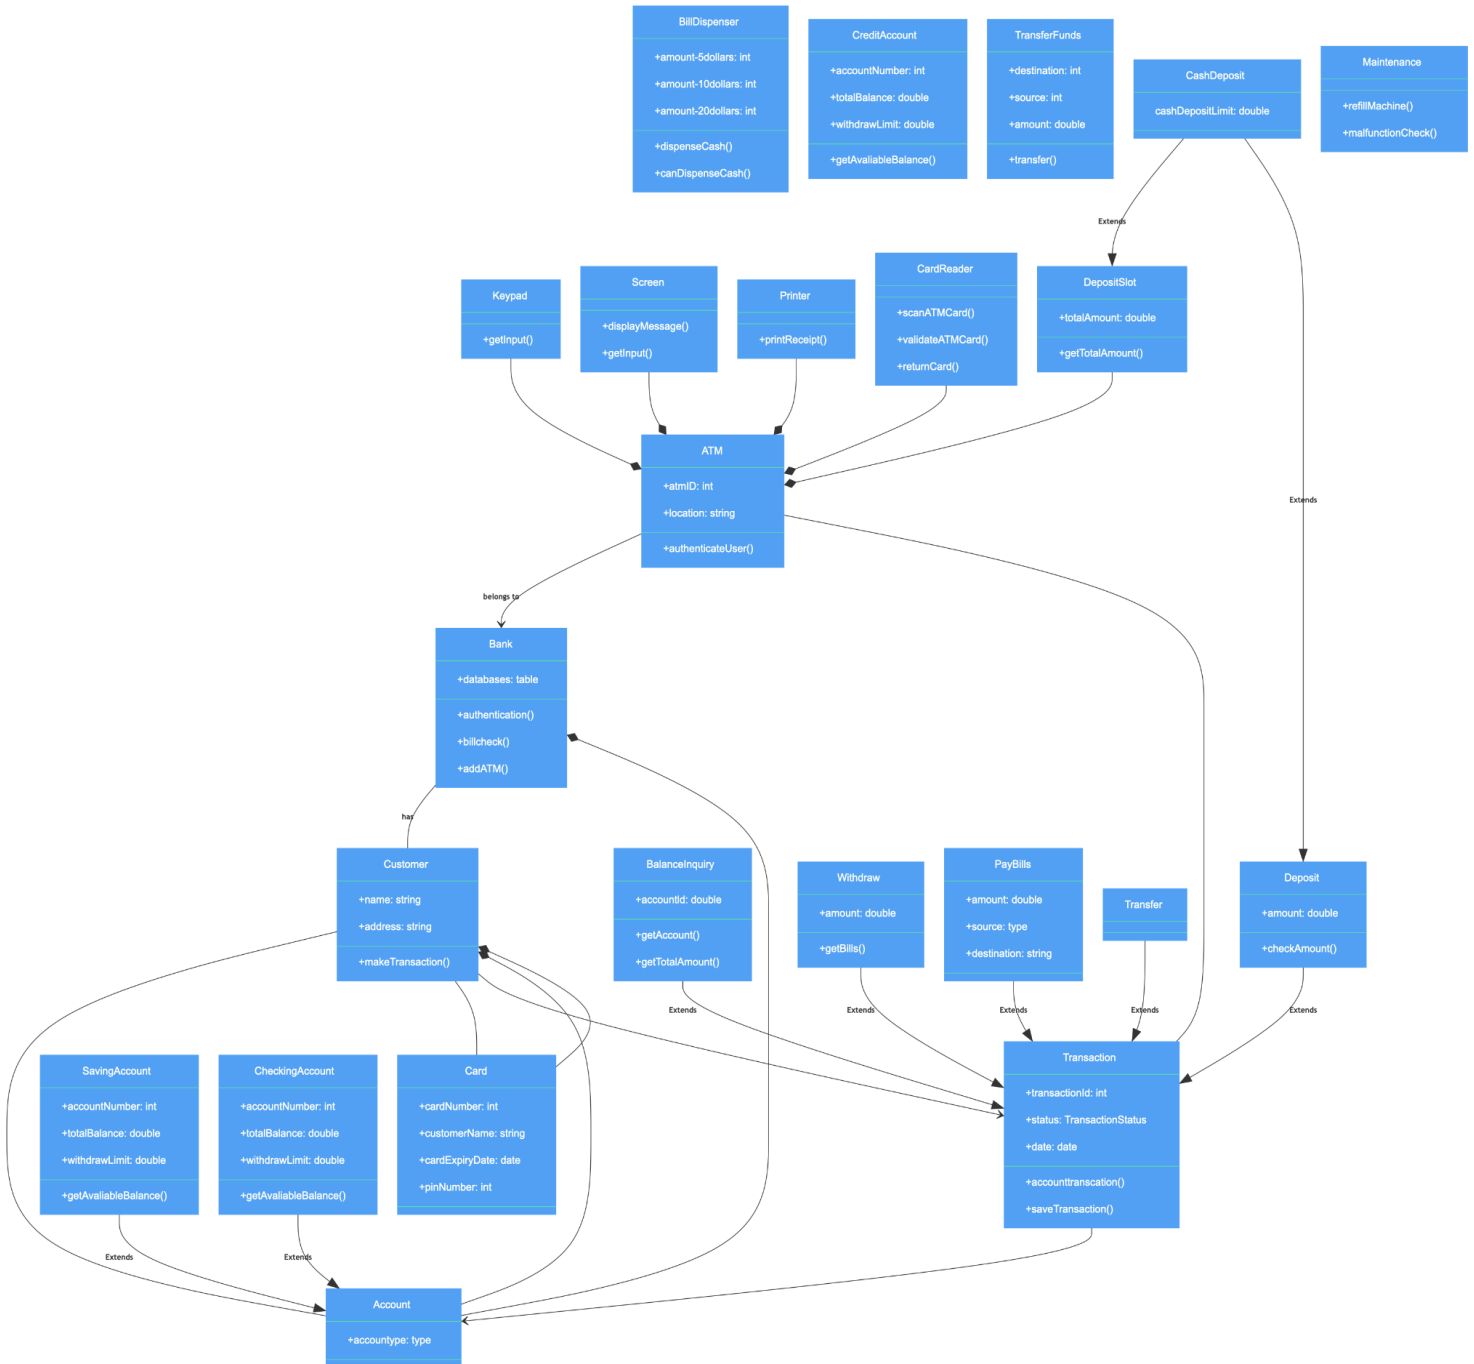 BillDispenser
+amount-5dollars: int
+amount-10dollars: int
+amount-20dollars: int
+dispenseCash()
+canDispenseCash()
CreditAccount
+accountNumber: int
+totalBalance: double
+withdrawLimit: double
+getAvaliableBalance()
TransferFunds
+destination: int
+source: int
+amount: double
+transfer()
CashDeposit
cashDepositLimit: double
Maintenance
+refillMachine()
+malfunctionCheck()
Extends
Keypad
+getInput()
Screen
+displayMessage()
+getInput()
Printer
+printReceipt()
CardReader
+scanATMCard()
+validateATMCard()
+returnCard()
DepositSlot
+totalAmount: double
+getTotalAmount()
ATM
+atmID: int
+location: string
+authenticateUser()
Extends
belongs to
Bank
+databases: table
+authentication()
+billcheck()
+addATM()
has
Customer
+name: string
+address: string
+makeTransaction()
BalanceInquiry
+accountId: double
+getAccount()
+getTotalAmount()
Withdraw
+amount: double
+getBills()
PayBills
+amount: double
+source: type
+destination: string
Transfer
Deposit
+amount: double
+checkAmount()
Extends
Extends
Extends
Extends
Extends
SavingAccount
+accountNumber: int
+totalBalance: double
+withdrawLimit: double
+getAvaliableBalance()
CheckingAccount
+accountNumber: int
+totalBalance: double
+withdrawLimit: double
+getAvaliableBalance()
Card
+cardNumber: int
+customerName: string
+cardExpiryDate: date
+pinNumber: int
Transaction
+transactionId: int
+status: TransactionStatus
+date: date
+accounttranscation()
+saveTransaction()
Extends
Extends
Account
+accountype: type